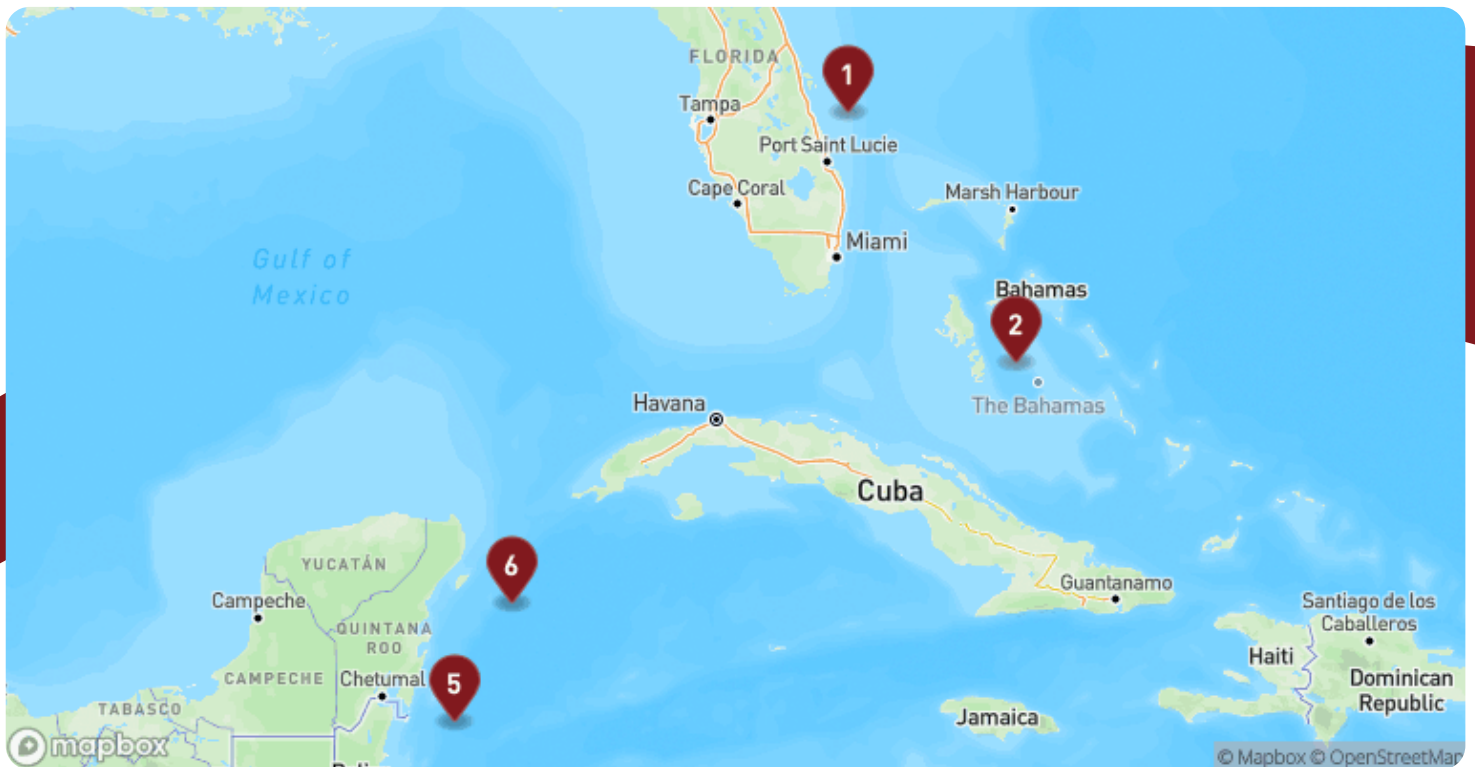 FLORIDA
1
Tampa
Port Saint Lucie
Cape Coral
Marsh Harbour
Miami
Gulf of
Mexico
Bahamas
2
Havana
The Bahamas
Cuba
YUCATÁN
6
Guantanamo
Campeche
Santiago de los
Caballeros
QUINTANA
ROO
Haiti
CAMPECHE
Chetumal
5
Dominican
Republic
TABASCO
Jamaica
mapbox
© Mapbox © OpenStreetMap